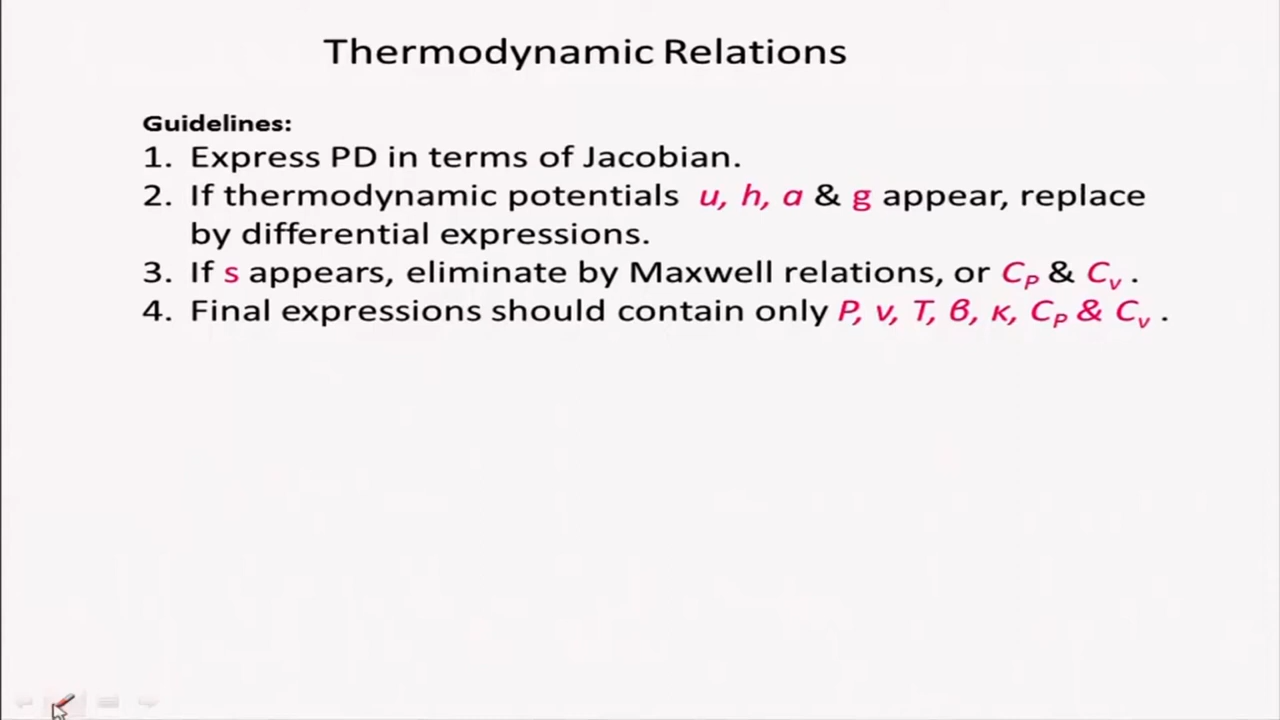 Thermodynamic Relations
Guidelines:
1. Express PD in terms of Jacobian.
2. If thermodynamic potentials u, h, a & g appear, replace
by differential expressions.
3. If s appears, eliminate by Maxwell relations, or C_P & C_v .
4. Final expressions should contain only P, v, T, β, κ, C_P & C_v .